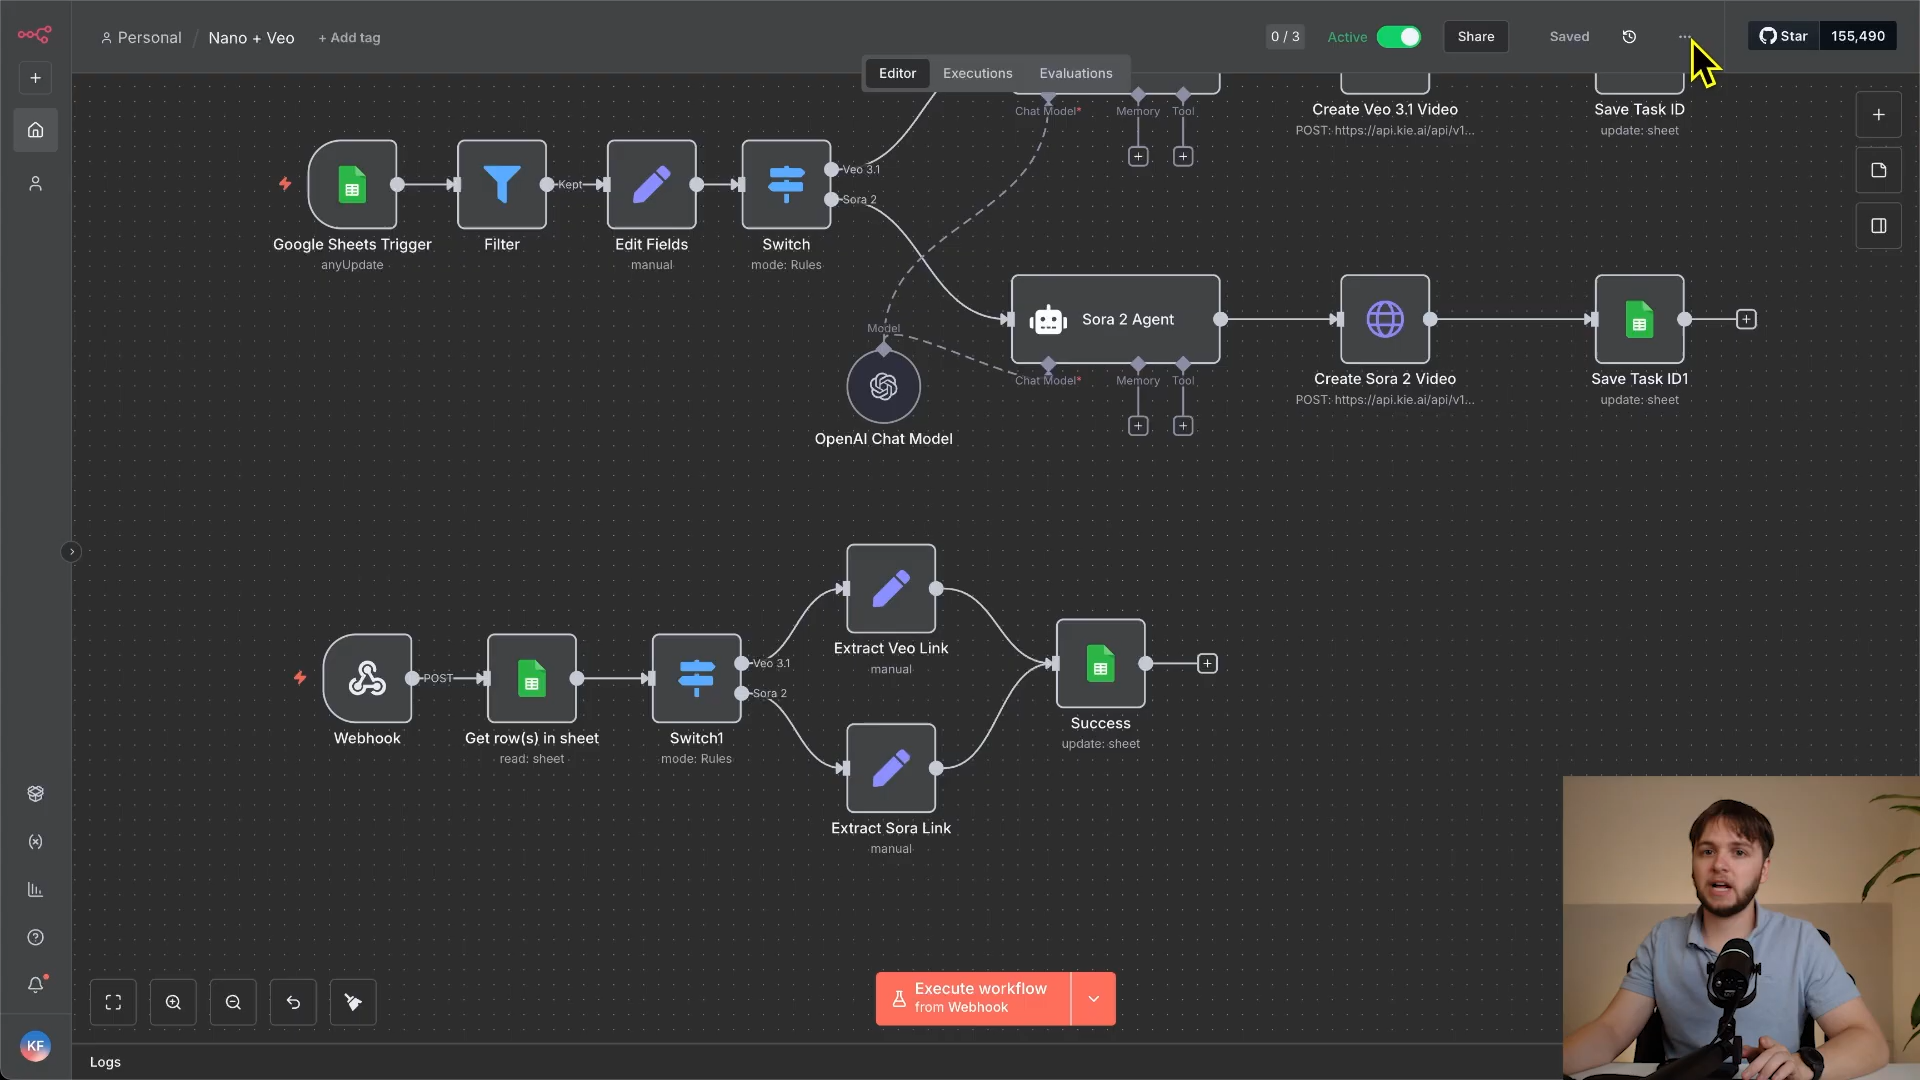 Personal / Nano + Veo + Add tag
0 / 3 Active Share Saved ... Star 155,490
Editor Executions Evaluations
Chat Model* Memory Tool
Create Veo 3.1 Video
POST: https://api.kie.ai/api/v1...
Save Task ID
update: sheet
Kept
Veo 3.1
Sora 2
Google Sheets Trigger
anyUpdate
Filter
Edit Fields
manual
Switch
mode: Rules
Model
OpenAI Chat Model
Sora 2 Agent
Chat Model* Memory Tool
Create Sora 2 Video
POST: https://api.kie.ai/api/v1...
Save Task ID1
update: sheet
POST
Webhook
Get row(s) in sheet
read: sheet
Veo 3.1
Sora 2
Switch1
mode: Rules
Extract Veo Link
manual
Extract Sora Link
manual
Success
update: sheet
Execute workflow
from Webhook
KF
Logs